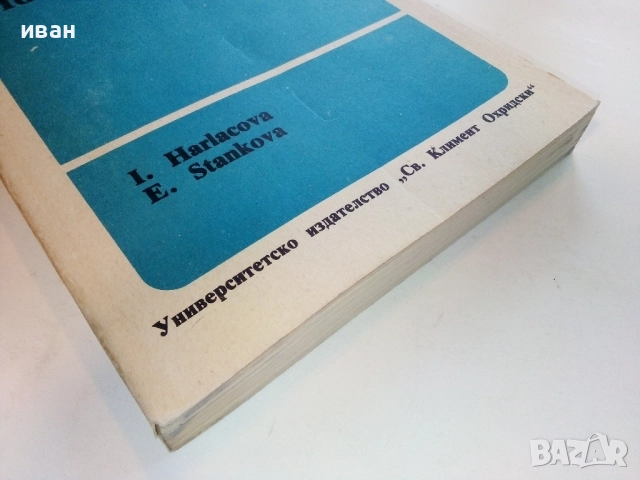 иван
I. Harlacova
E. Stankova
Университетско издателство „Св. Климент Охридски“
BAZAR